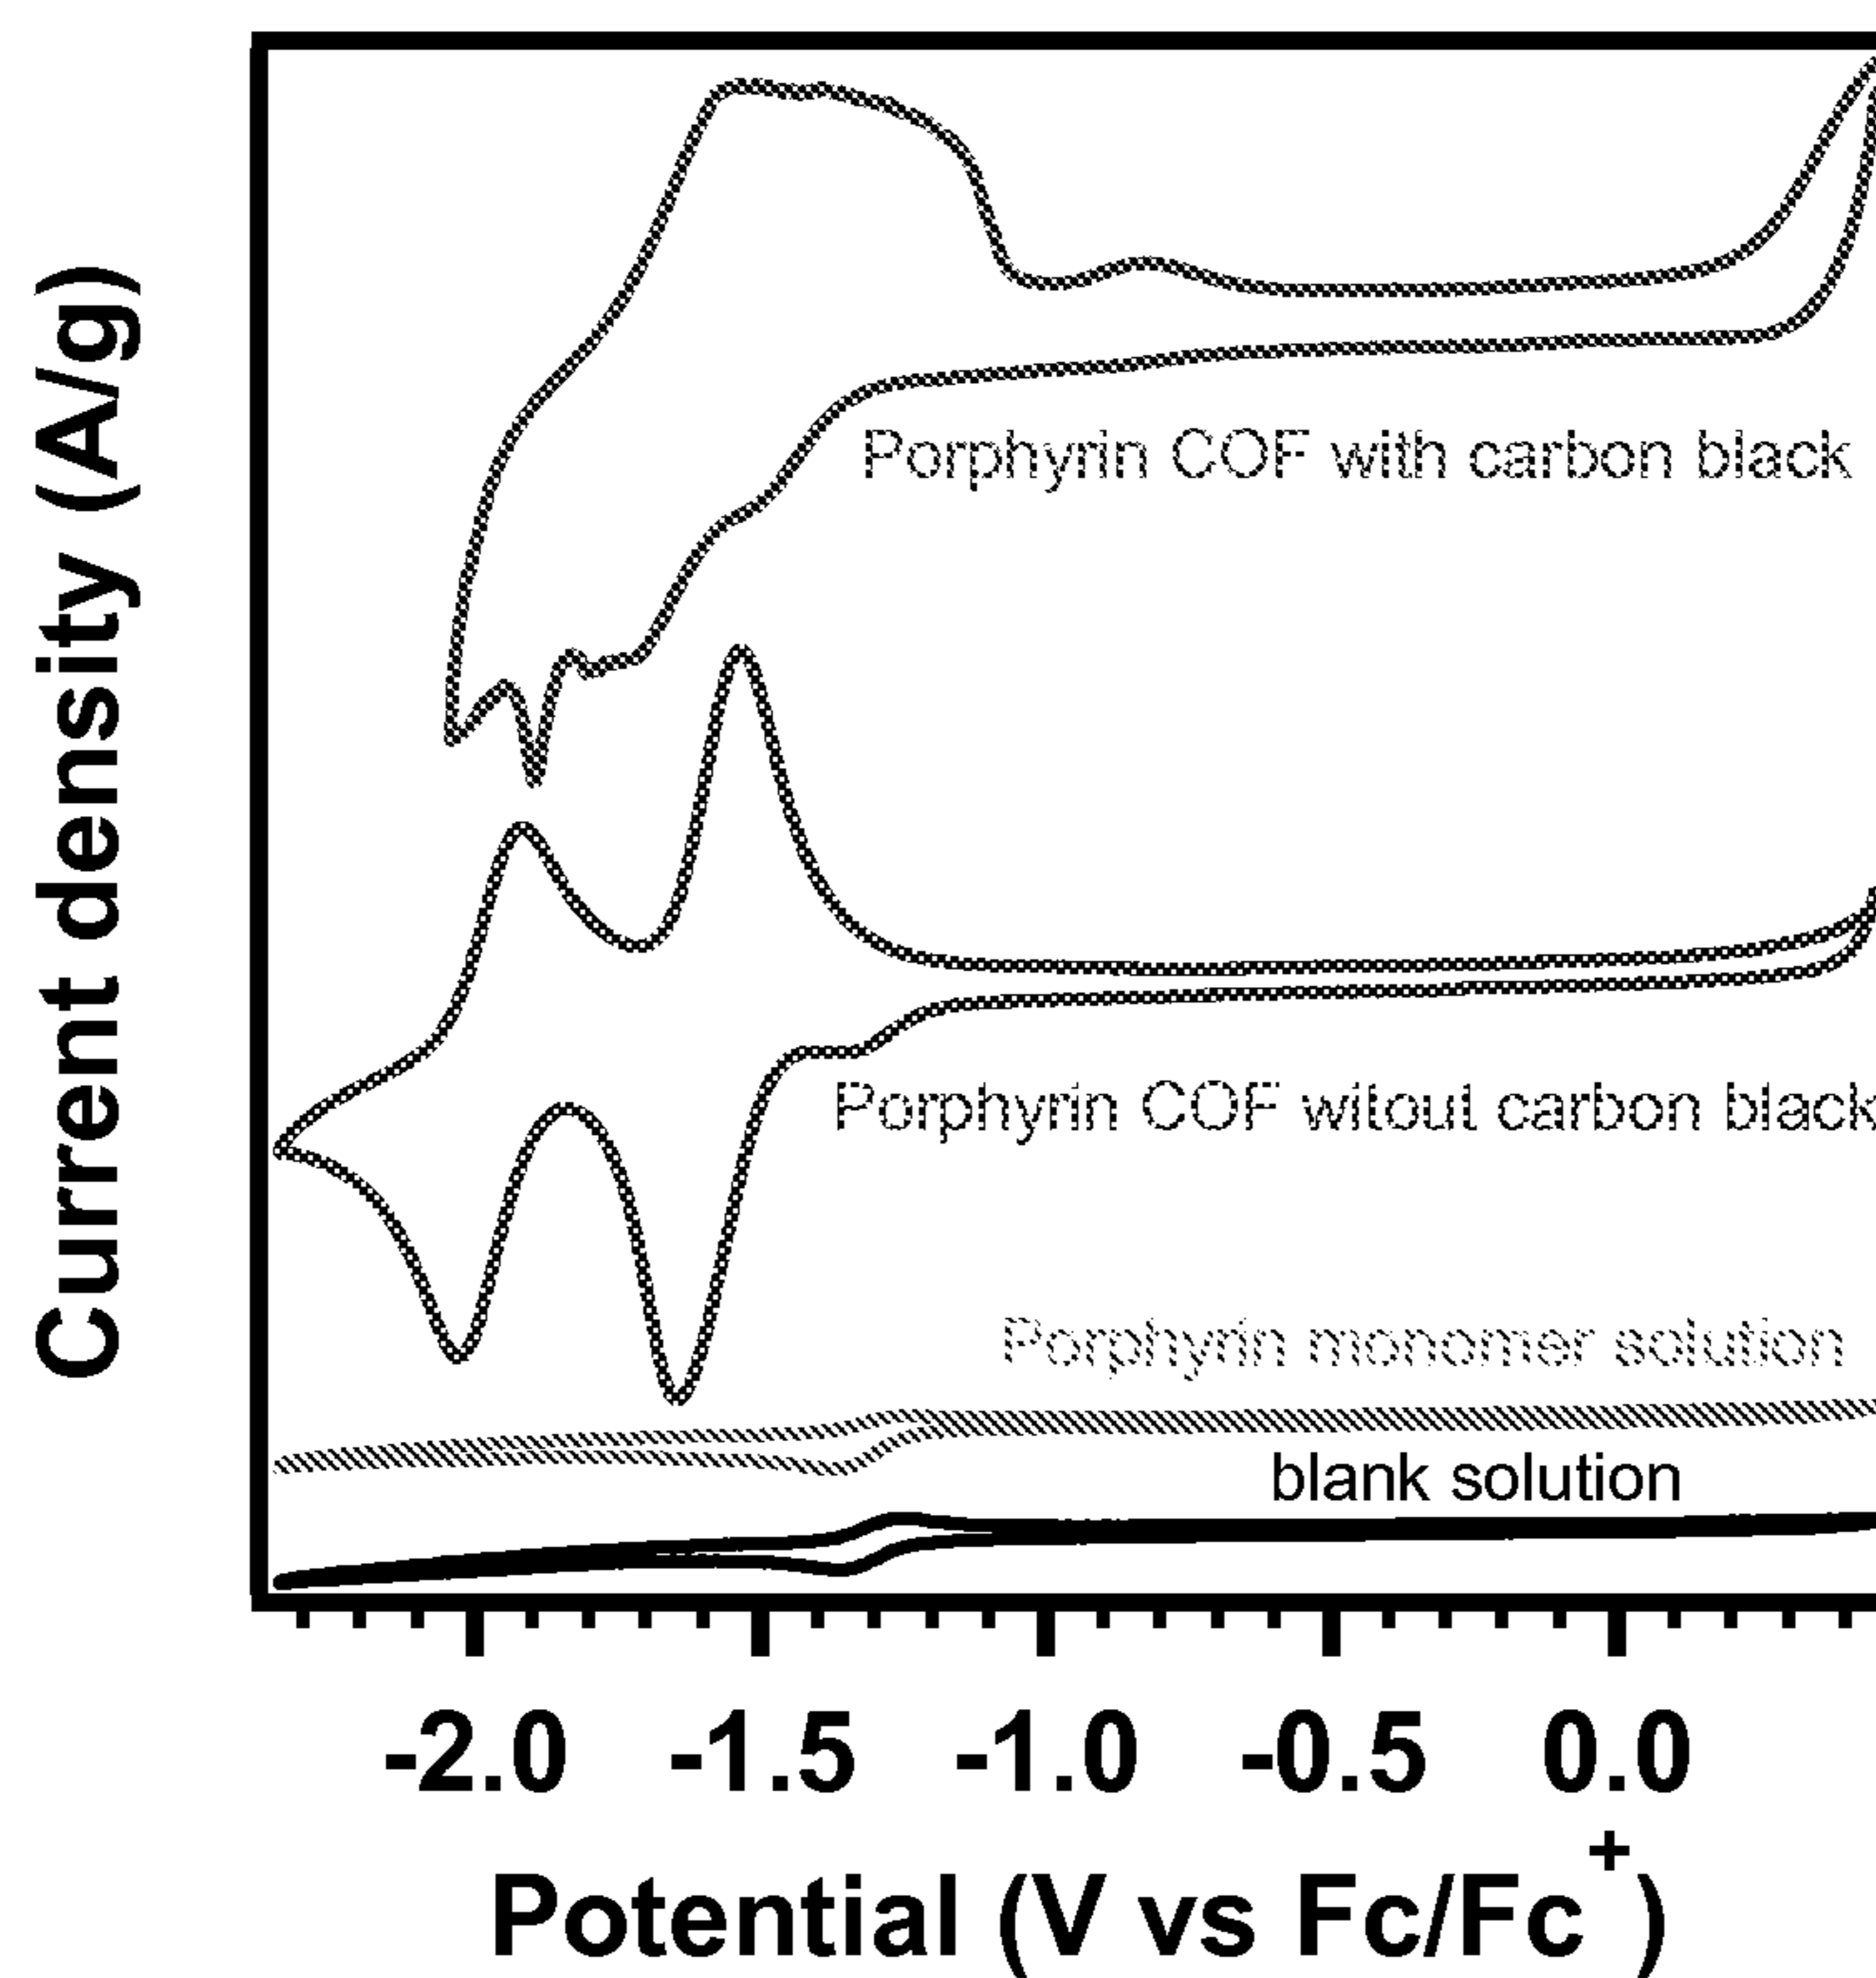 Current density (A/g)
Porphyrin COF with carbon black
Porphyrin COF witout carbon black
Porphyrin monomer solution
blank solution
-2.0 -1.5 -1.0 -0.5 0.0
Potential (V vs Fc/Fc+)